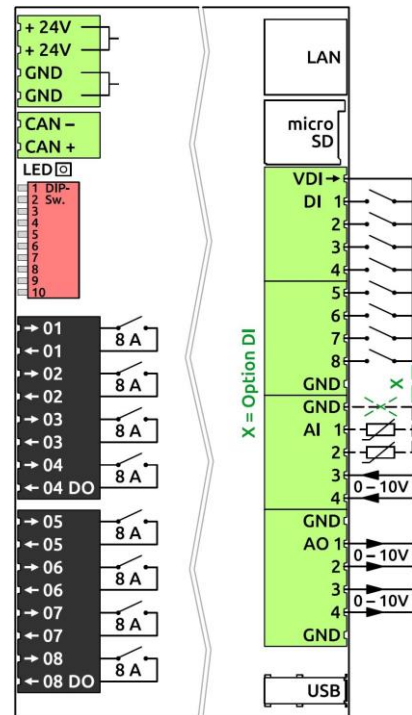 + 24V
+ 24V
GND
GND
CAN –
CAN +
LED
1 DIP-
2 Sw.
3
4
5
6
7
8
9
10
→ 01
8 A
← 01
→ 02
8 A
← 02
→ 03
8 A
← 03
→ 04
8 A
← 04 DO
→ 05
8 A
← 05
→ 06
8 A
← 06
→ 07
8 A
← 07
→ 08
8 A
← 08 DO
X = Option DI
LAN
micro
SD
VDI →
DI 1
2
3
4
5
6
7
8
GND
X
GND
AI 1
2
3
0 – 10V
4
GND
AO 1
0 – 10V
2
3
0 – 10V
4
GND
USB